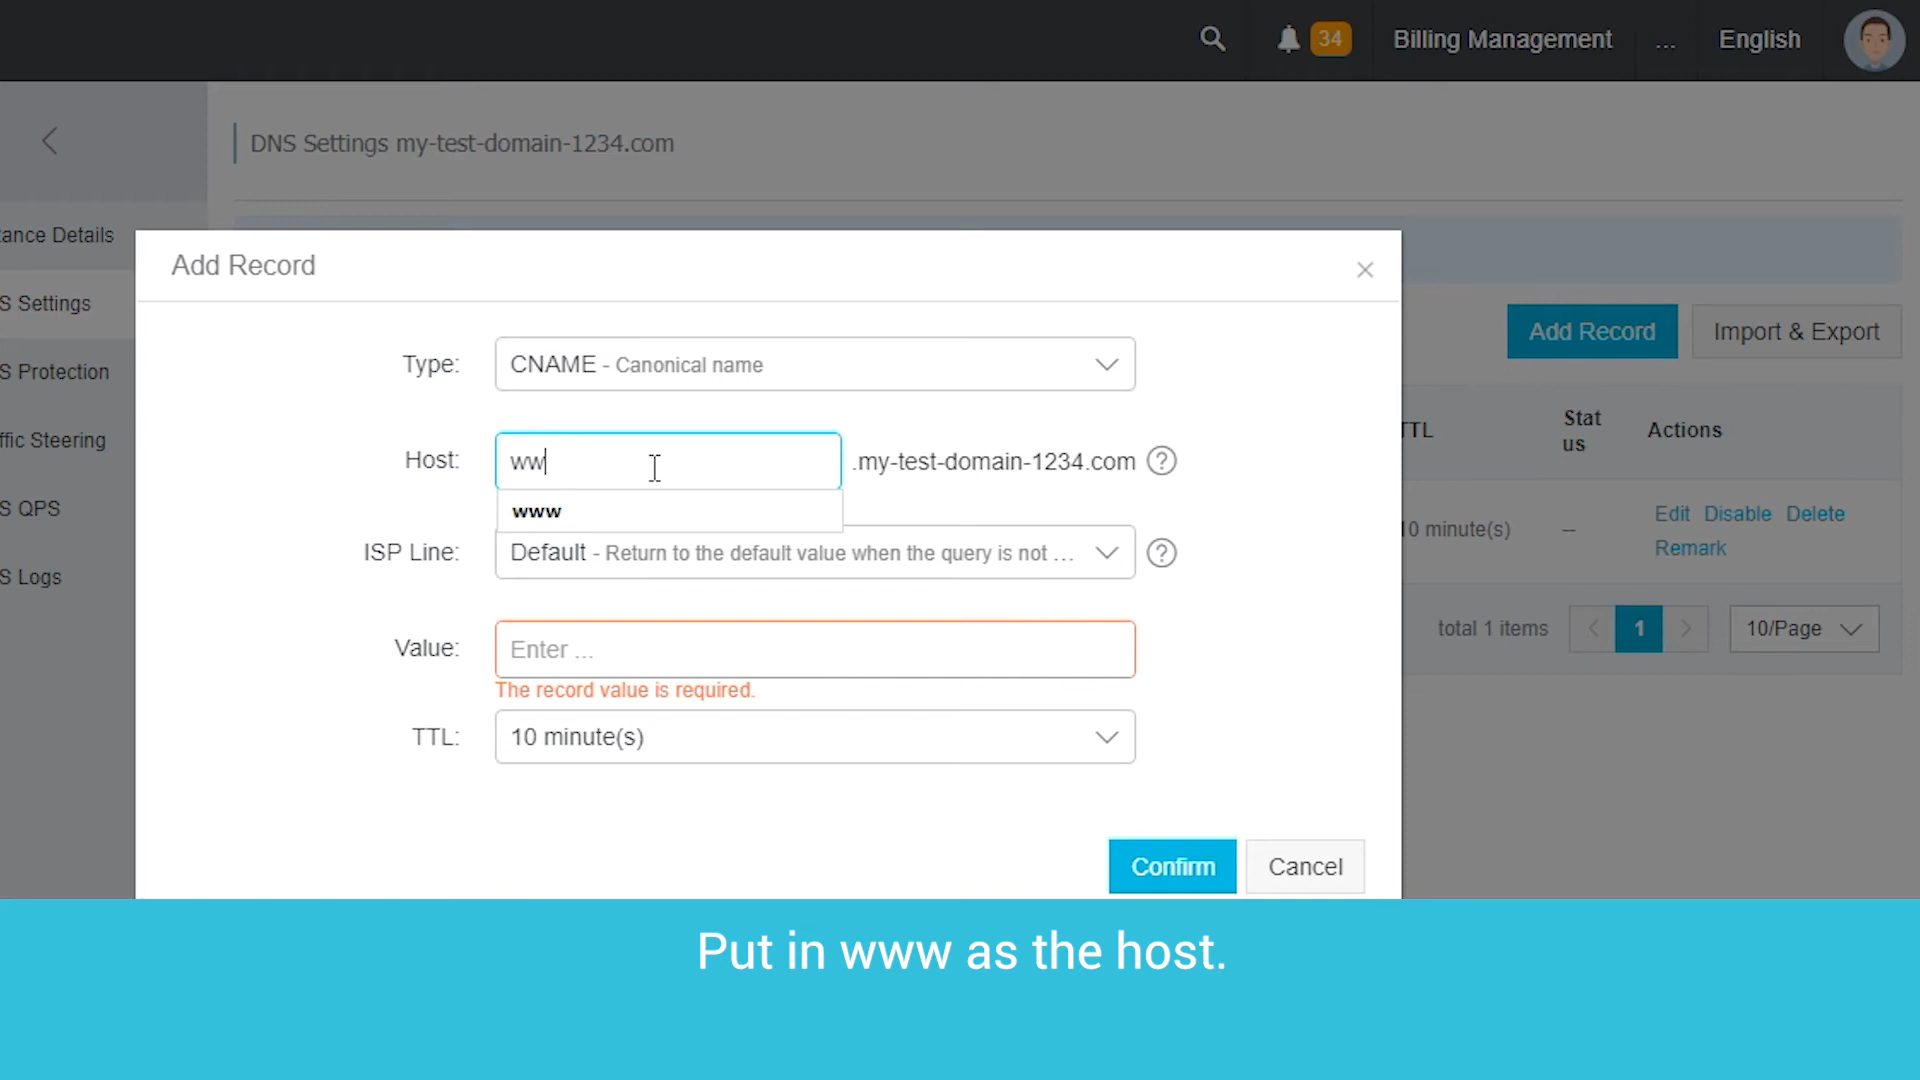 34
Billing Management
...
English
DNS Settings my-test-domain-1234.com
tance Details
S Settings
S Protection
ffic Steering
S QPS
S Logs
Add Record
Import & Export
Add Record
Type:
CNAME - Canonical name
Host:
ww
.my-test-domain-1234.com
?
www
ISP Line:
Default - Return to the default value when the query is not ...
?
Value:
Enter ...
The record value is required.
TTL:
10 minute(s)
Confirm
Cancel
TTL
Stat
us
Actions
10 minute(s)
--
Edit Disable Delete
Remark
total 1 items
1
10/Page
Put in www as the host.